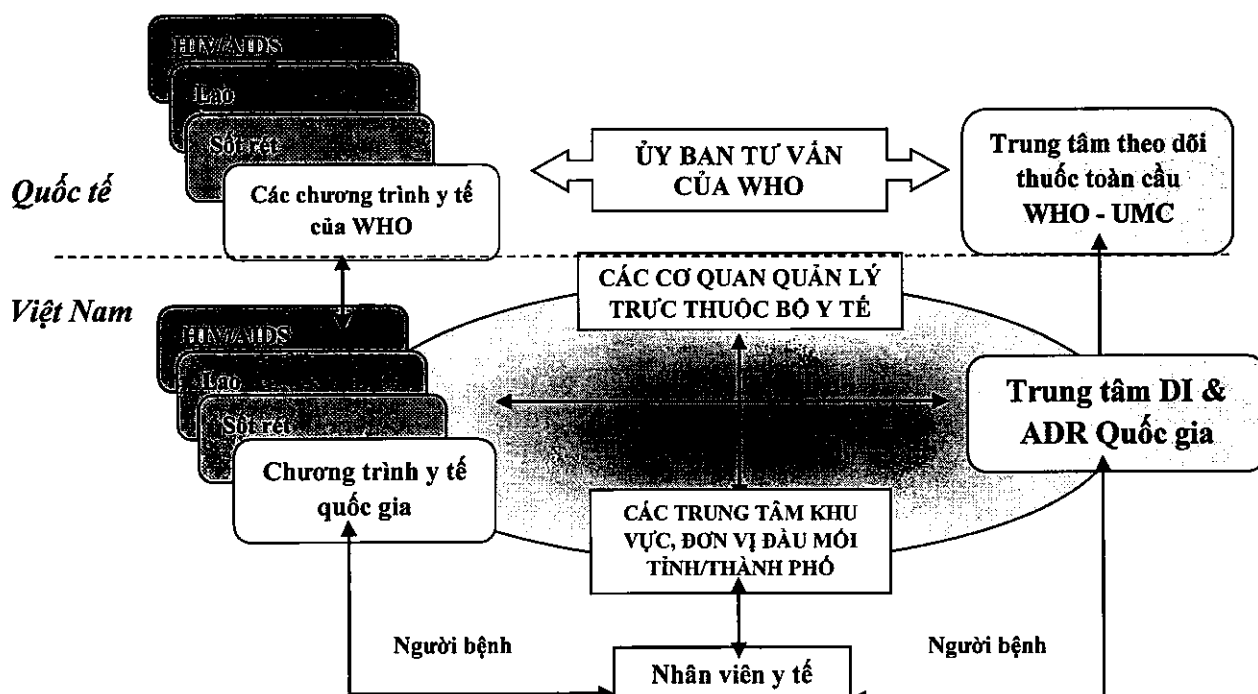 HIV/AIDS
Lao
Sốt rét
Các chương trình y tế
của WHO
Quốc tế
ỦY BAN TƯ VẤN
CỦA WHO
Trung tâm theo dõi
thuốc toàn cầu
WHO - UMC
Việt Nam
CÁC CƠ QUAN QUẢN LÝ
TRỰC THUỘC BỘ Y TẾ
HIV/AIDS
Lao
Sốt rét
Chương trình y tế
quốc gia
Trung tâm DI &
ADR Quốc gia
CÁC TRUNG TÂM KHU
VỰC, ĐƠN VỊ ĐẦU MỐI
TỈNH/THÀNH PHỐ
Người bệnh
Nhân viên y tế
Người bệnh